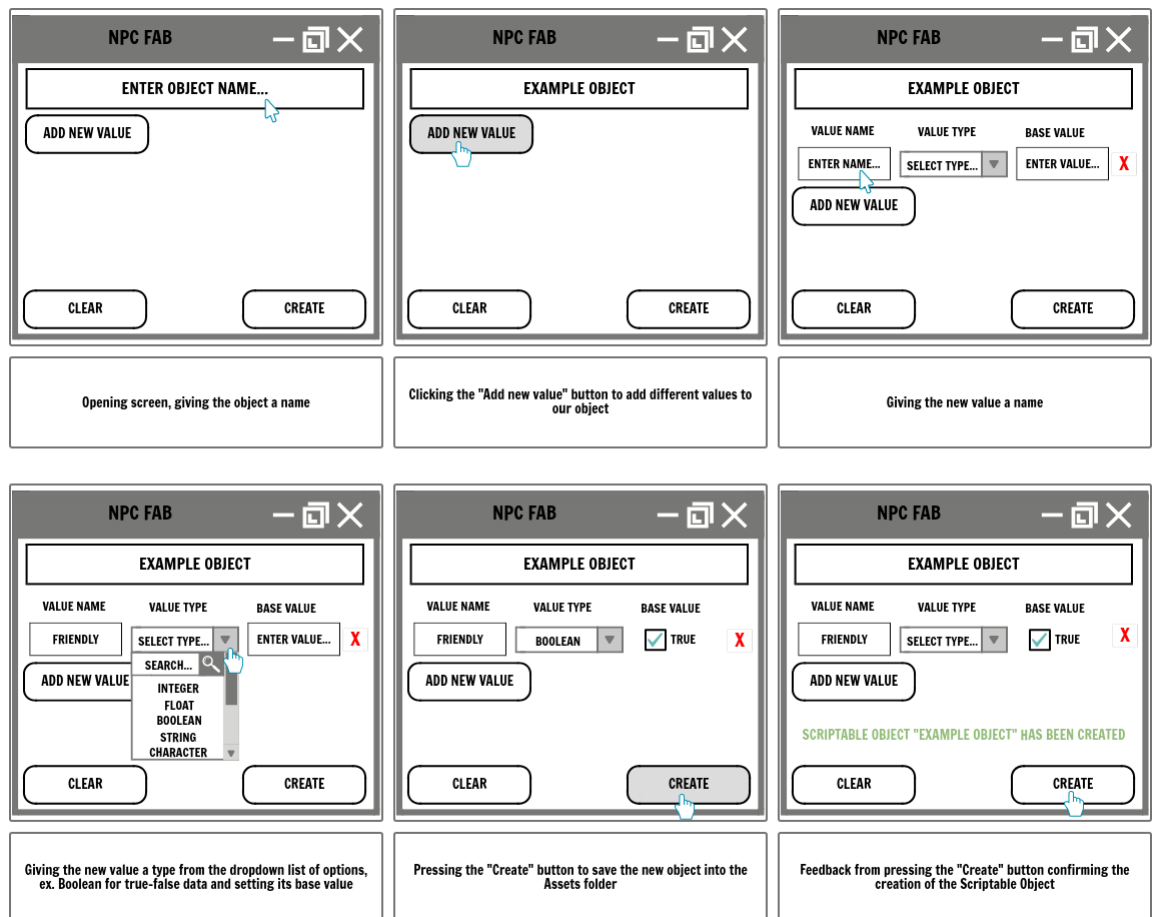 NPC FAB
ENTER OBJECT NAME...
ADD NEW VALUE
CLEAR CREATE
Opening screen, giving the object a name
NPC FAB
EXAMPLE OBJECT
ADD NEW VALUE
CLEAR CREATE
Clicking the "Add new value" button to add different values to
our object
NPC FAB
EXAMPLE OBJECT
VALUE NAME VALUE TYPE BASE VALUE
ENTER NAME... SELECT TYPE... ENTER VALUE... X
ADD NEW VALUE
CLEAR CREATE
Giving the new value a name
NPC FAB
EXAMPLE OBJECT
VALUE NAME VALUE TYPE BASE VALUE
FRIENDLY SELECT TYPE... ENTER VALUE... X
SEARCH...
ADD NEW VALUE
INTEGER
FLOAT
BOOLEAN
STRING
CHARACTER
CLEAR CREATE
Giving the new value a type from the dropdown list of options,
ex. Boolean for true-false data and setting its base value
NPC FAB
EXAMPLE OBJECT
VALUE NAME VALUE TYPE BASE VALUE
FRIENDLY BOOLEAN TRUE X
ADD NEW VALUE
CLEAR CREATE
Pressing the "Create" button to save the new object into the
Assets folder
NPC FAB
EXAMPLE OBJECT
VALUE NAME VALUE TYPE BASE VALUE
FRIENDLY SELECT TYPE... TRUE X
ADD NEW VALUE
SCRIPTABLE OBJECT "EXAMPLE OBJECT" HAS BEEN CREATED
CLEAR CREATE
Feedback from pressing the "Create" button confirming the
creation of the Scriptable Object